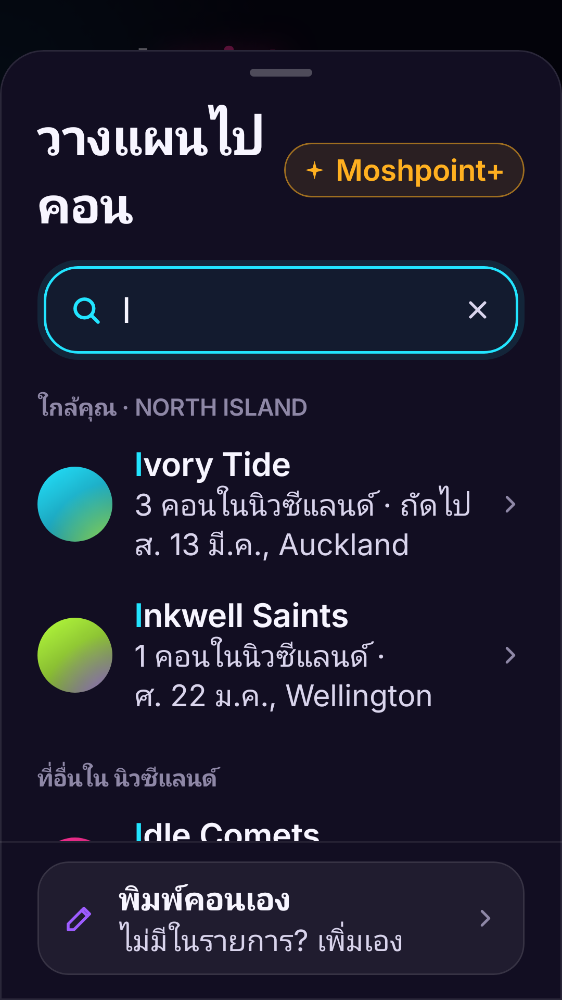 วางแผนไป
คอน
Moshpoint+
I
ใกล้คุณ · NORTH ISLAND
Ivory Tide
3 คอนในนิวซีแลนด์ · ถัดไป
ส. 13 มี.ค., Auckland
Inkwell Saints
1 คอนในนิวซีแลนด์ ·
ศ. 22 ม.ค., Wellington
ที่อื่นใน นิวซีแลนด์
Idle Comets
พิมพ์คอนเอง
ไม่มีในรายการ? เพิ่มเอง